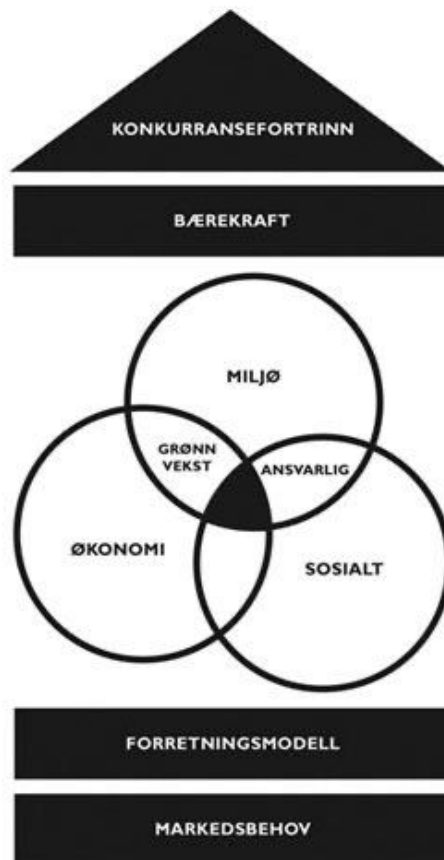 KONKURRANSEFORTRINN
BÆREKRAFT
MILJØ
GRØNN
VEKST
ANSVARLIG
ØKONOMI
SOSIALT
FORRETNINGSMODELL
MARKEDSBEHOV